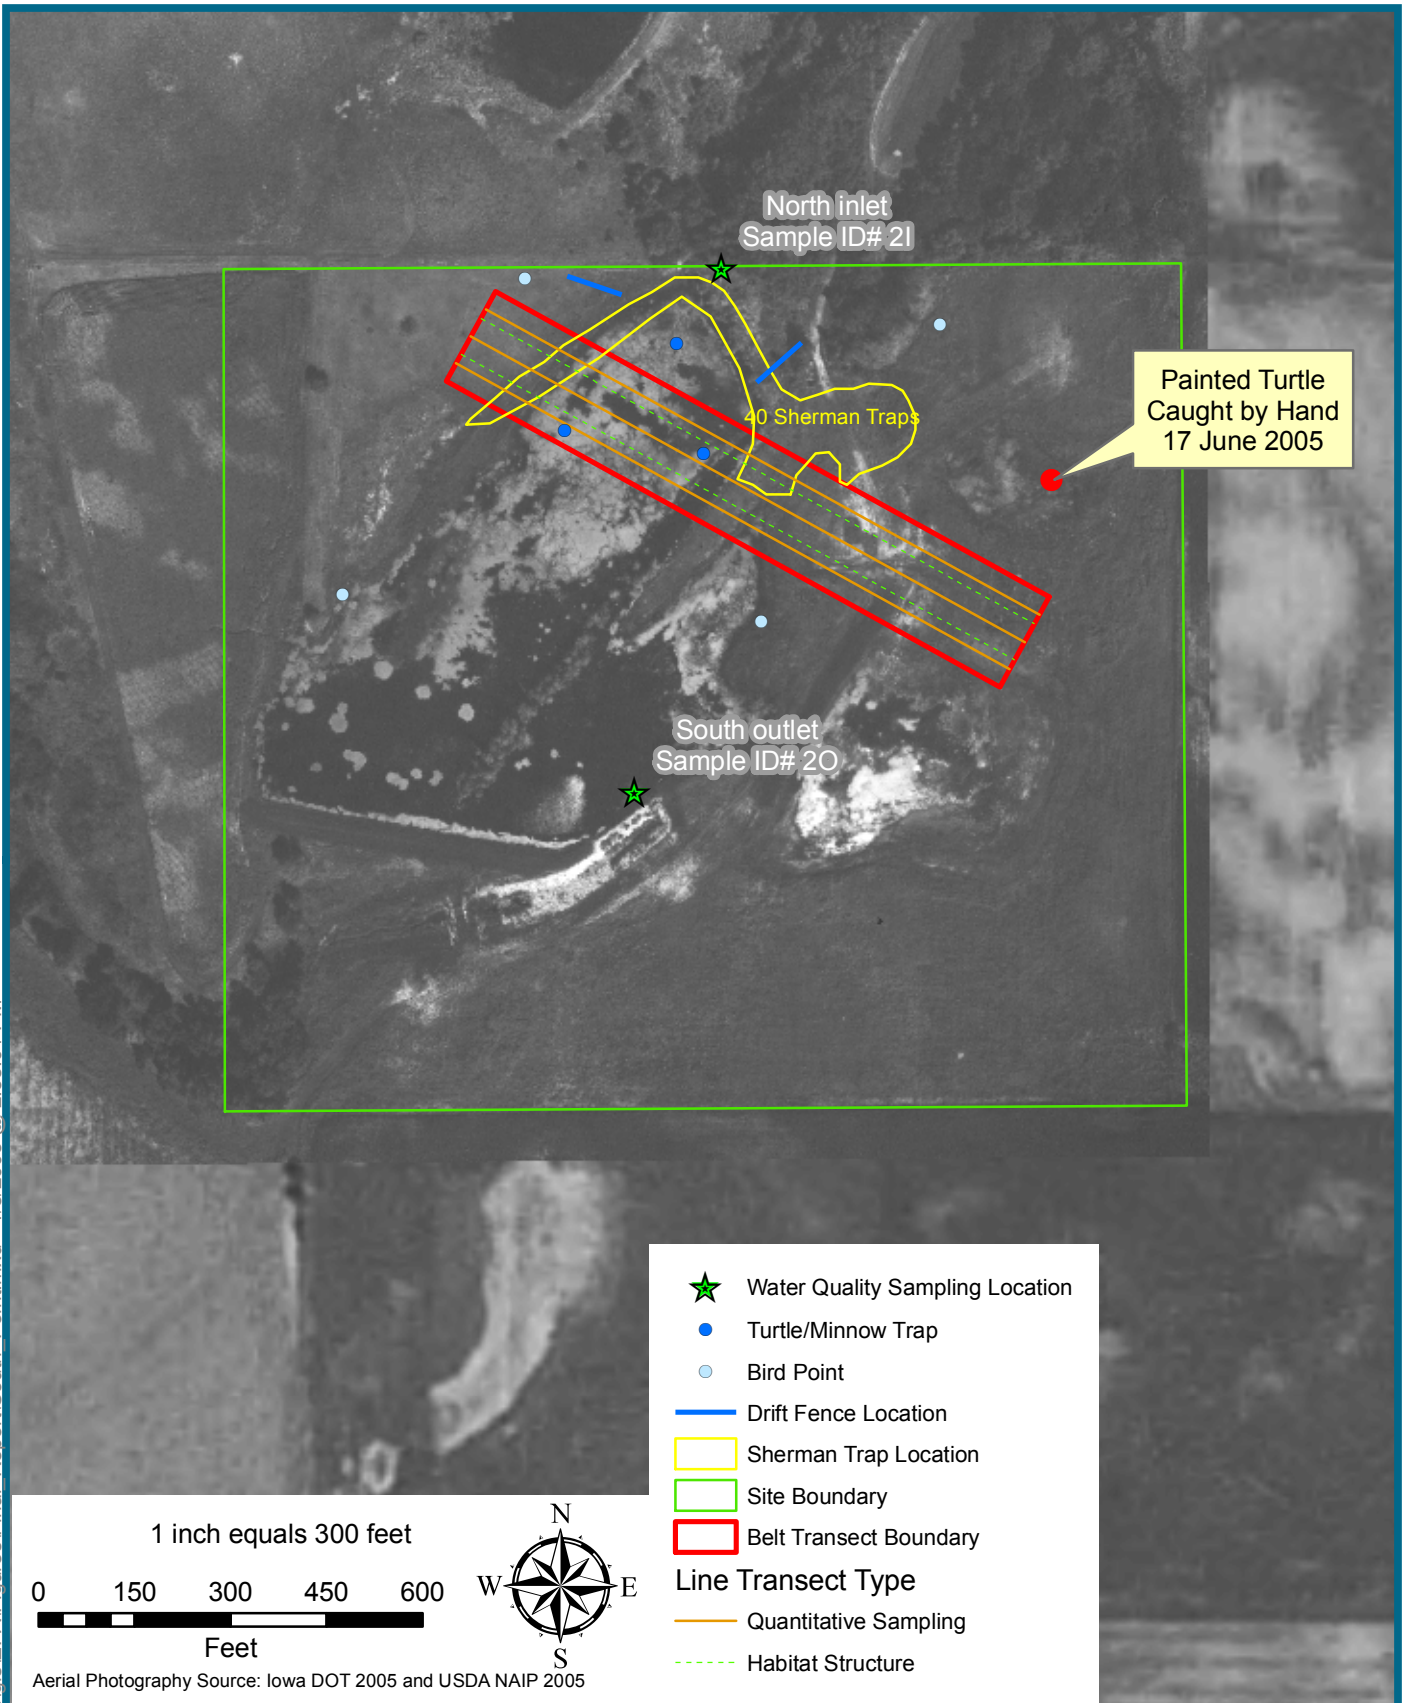 North inlet
Sample ID# 2I
Painted Turtle
Caught by Hand
17 June 2005
40 Sherman Traps
South outlet
Sample ID# 2O
Water Quality Sampling Location
Turtle/Minnow Trap
Bird Point
Drift Fence Location
Sherman Trap Location
Site Boundary
Belt Transect Boundary
Line Transect Type
Quantitative Sampling
Habitat Structure
1 inch equals 300 feet
0 150 300 450 600
Feet
N
W E
S
Aerial Photography Source: Iowa DOT 2005 and USDA NAIP 2005